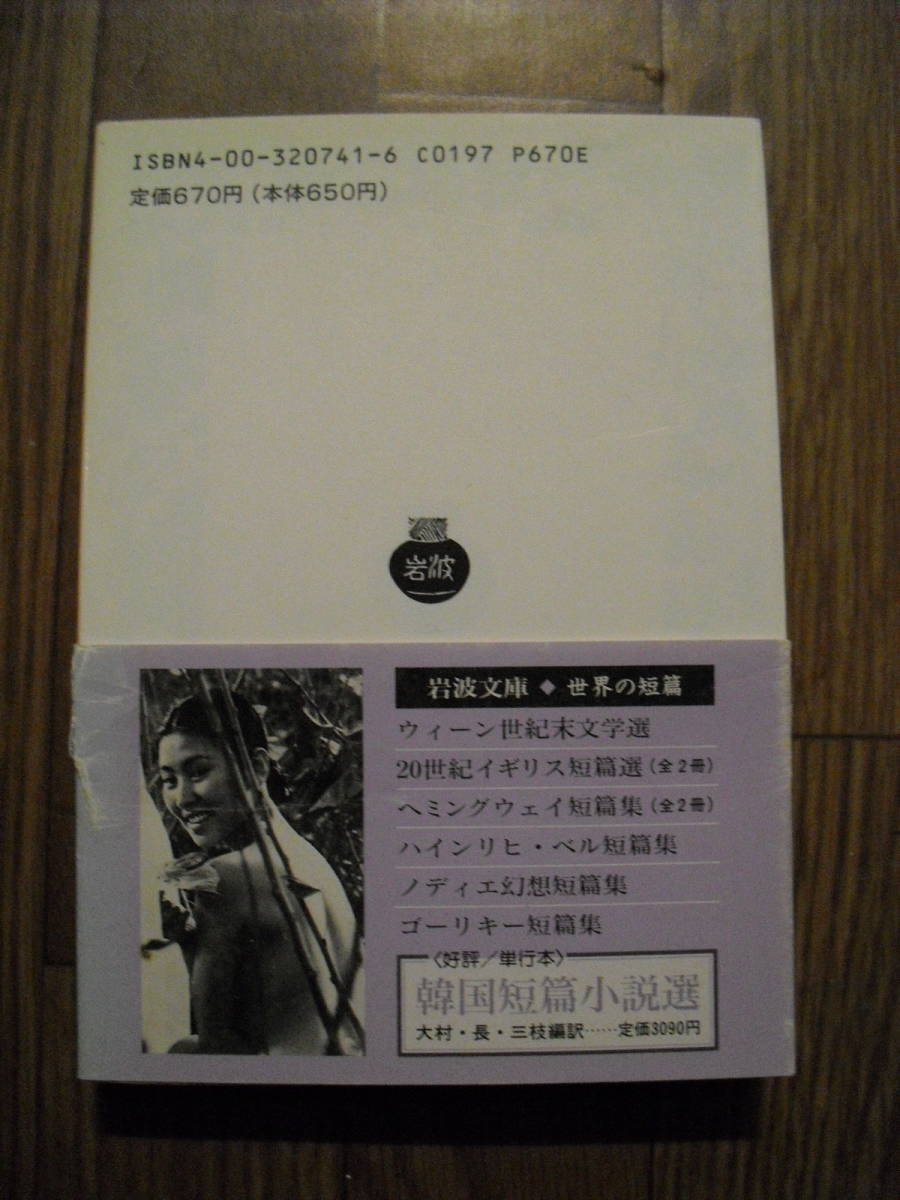 ISBN4-00-320741-6 C0197 P670E
定価670円(本体650円)
岩波
岩波文庫◆世界の短篇
ウィーン世紀末文学選
20世紀イギリス短篇選(全2冊)
ヘミングウェイ短篇集(全2冊)
ハインリヒ・ベル短篇集
ノディエ幻想短篇集
ゴーリキー短篇集
〈好評/単行本〉
韓国短篇小説選
大村・長・三枝編訳……定価3090円